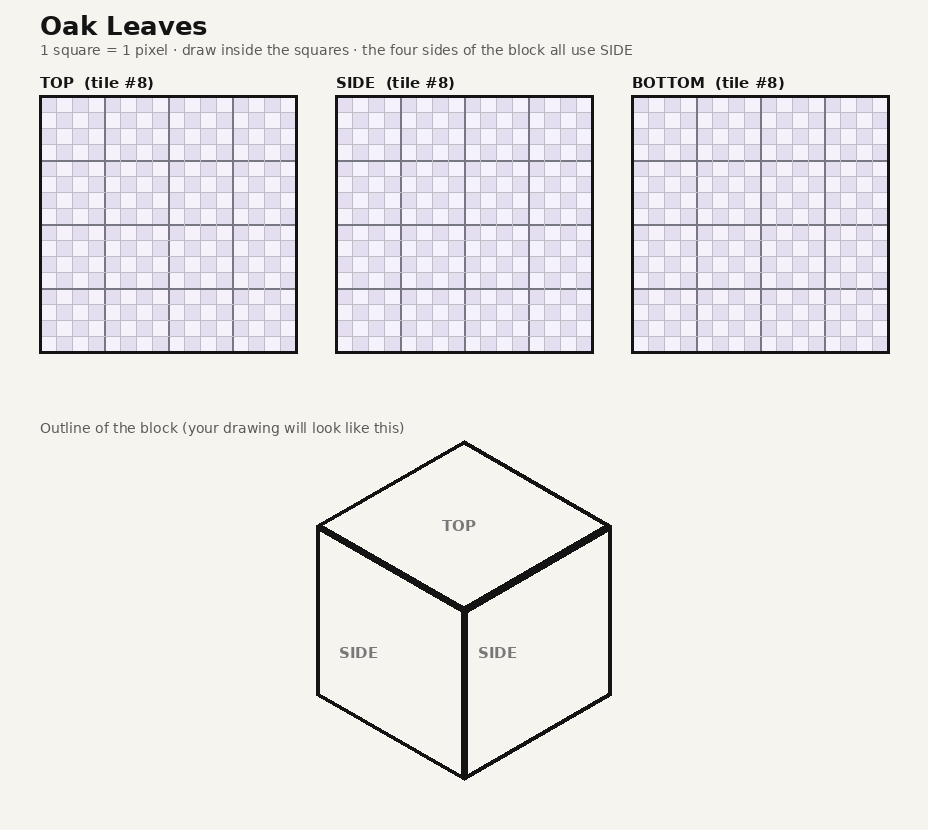 Oak Leaves
1 square = 1 pixel · draw inside the squares · the four sides of the block all use SIDE
TOP (tile #8) SIDE (tile #8) BOTTOM (tile #8)
Outline of the block (your drawing will look like this)
TOP
SIDE SIDE